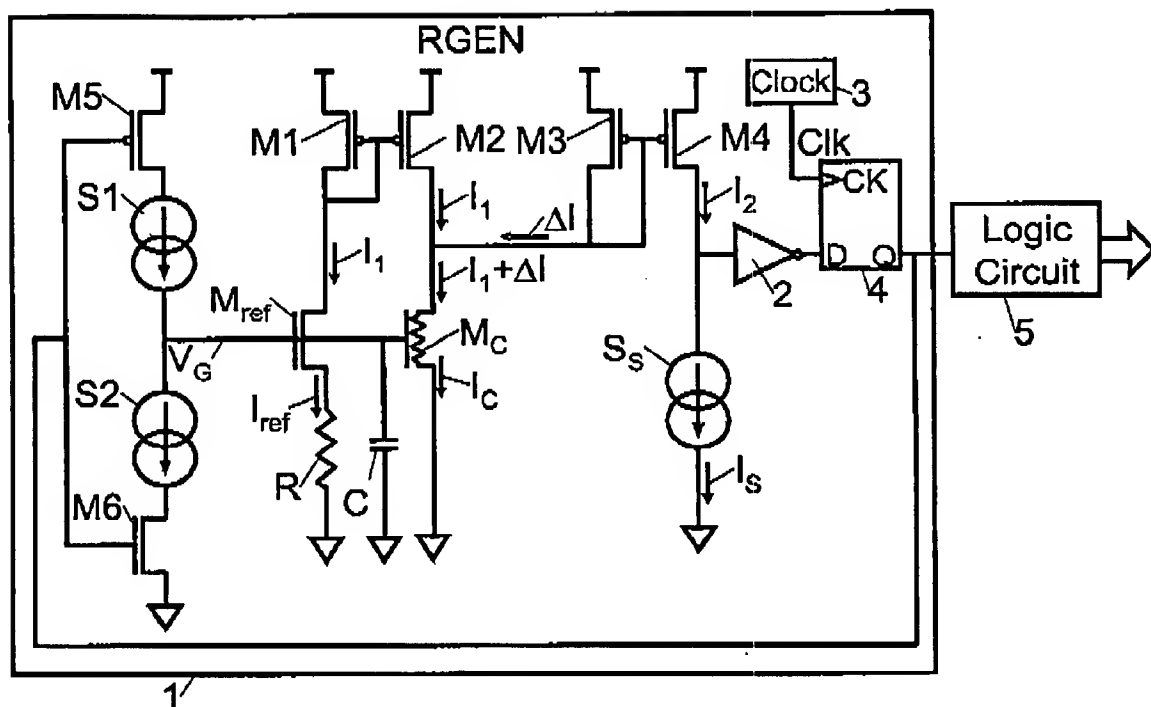 RGEN
Clock
3
M5
M1
M2
M3
M4
Clk
CK
S1
I1
ΔI
I2
D
Q
Logic
Circuit
I1
I1+ΔI
2
4
5
Mref
MC
VG
SS
S2
Iref
IC
R
C
IS
M6
1